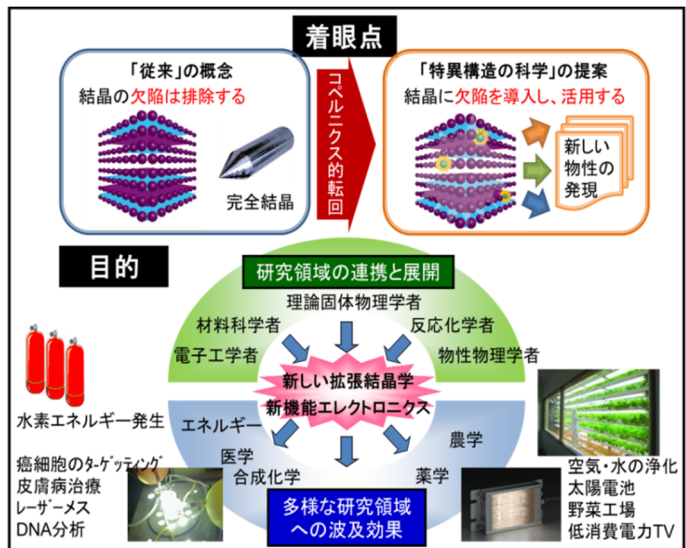 着眼点
「従来」の概念
結晶の欠陥は排除する
完全結晶
コペルニクス的転回
「特異構造の科学」の提案
結晶に欠陥を導入し、活用する
新しい
物性の
発現
目的
研究領域の連携と展開
理論固体物理学者
材料科学者
反応化学者
電子工学者
物性物理学者
新しい拡張結晶学
新機能エレクトロニクス
水素エネルギー発生
エネルギー
医学
合成化学
農学
薬学
癌細胞のﾀｰｹﾞｯティング
皮膚病治療
レーザーメス
DNA分析
空気・水の浄化
太陽電池
野菜工場
低消費電力TV
多様な研究領域
への波及効果